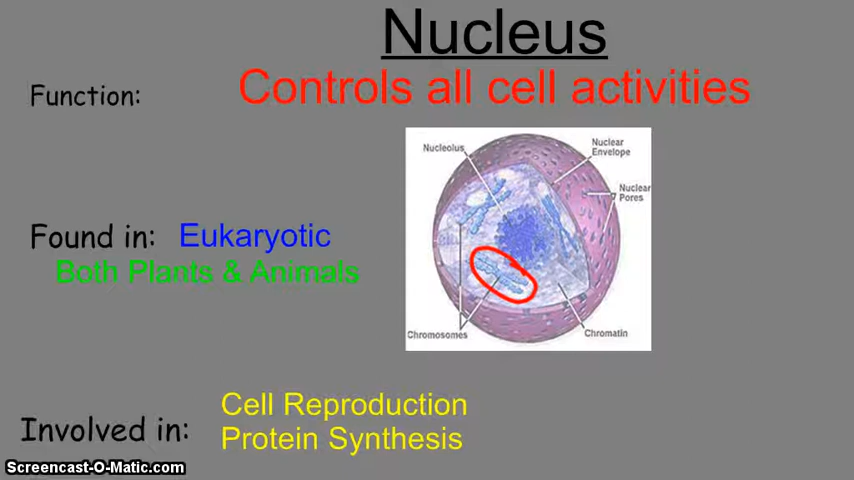 Nucleus
Function: Controls all cell activities
Nucleolus
Nuclear
Envelope
Nuclear
Pores
Found in: Eukaryotic
Both Plants & Animals
Chromosomes
Chromatin
Involved in: Cell Reproduction
Protein Synthesis
Screencast-O-Matic.com